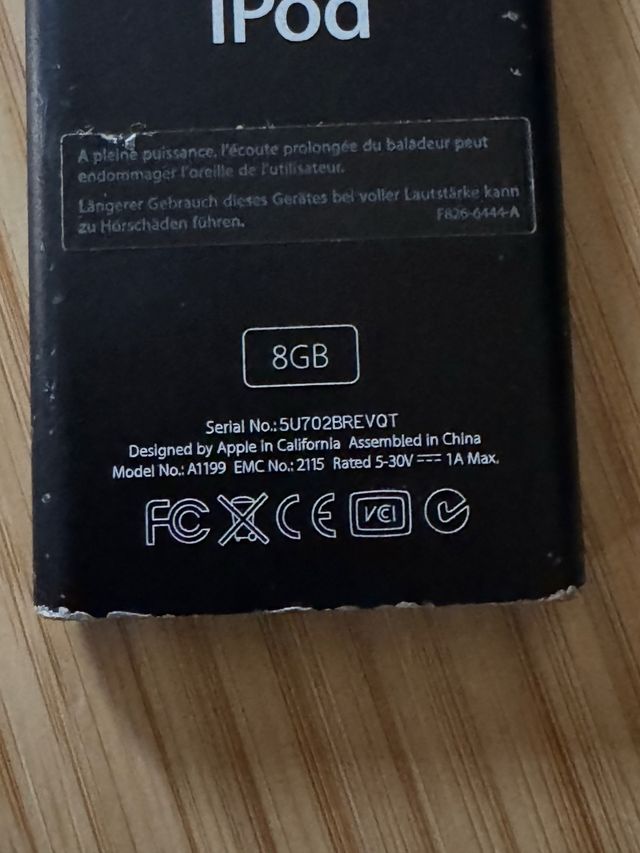 iPod
A pleine puissance, l'écoute prolongée du baladeur peut
endommager l'oreille de l'utilisateur.
Längerer Gebrauch dieses Gerätes bei voller Lautstärke kann
zu Hörschäden führen.
F826-6444-A
8GB
Serial No.: 5U702BREVQT
Designed by Apple in California Assembled in China
Model No.: A1199 EMC No.: 2115 Rated 5-30V 1A Max.
FC CE VCI